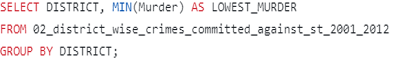 SELECT DISTRICT, MIN(Murder) AS LOWEST_MURDER
FROM 02_district_wise_crimes_committed_against_st_2001_2012
GROUP BY DISTRICT;